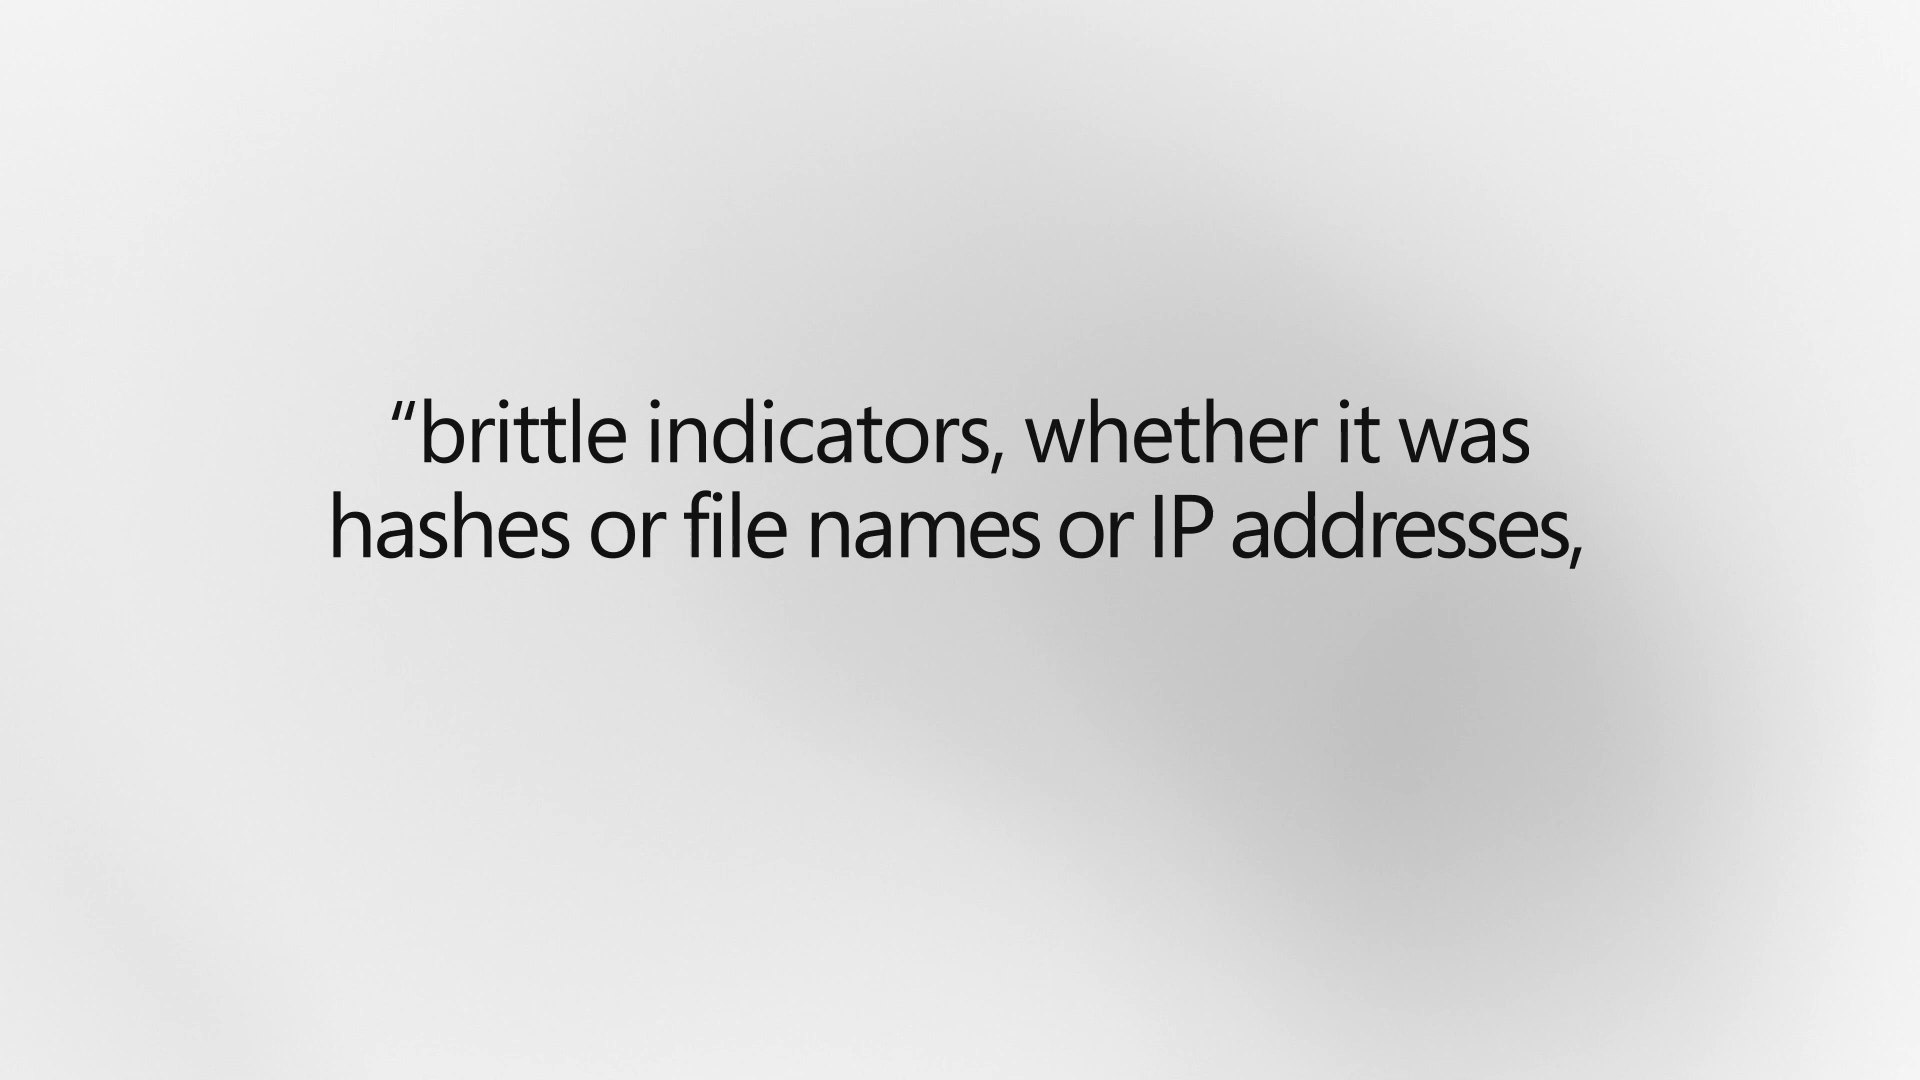 “brittle indicators, whether it was
hashes or file names or IP addresses,